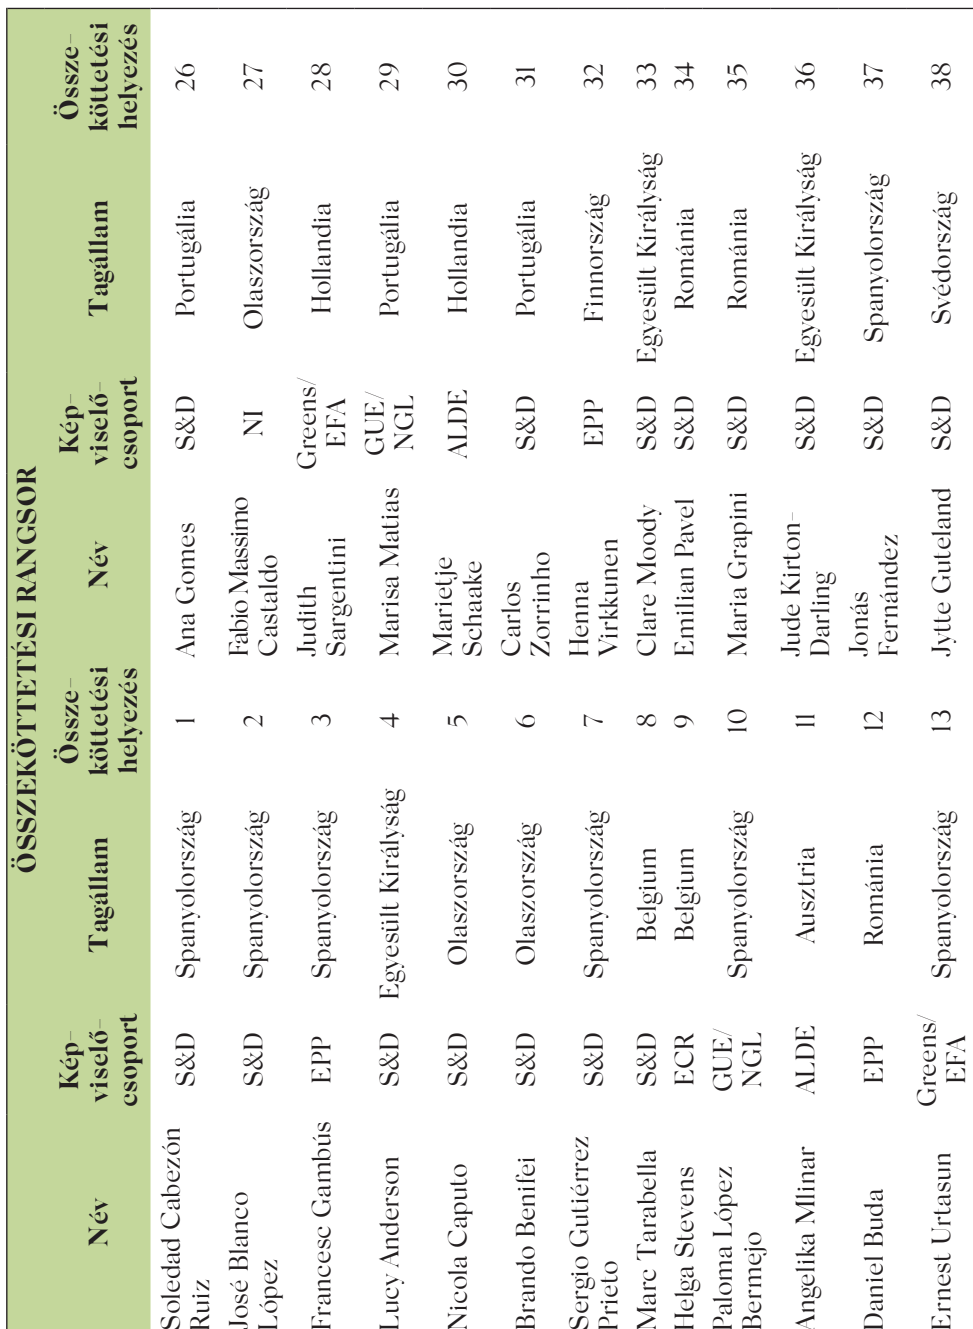 ÖSSZEKÖTTETÉSI RANGSOR
Név Kép- viselő- csoport Tagállam Össze- köttetési helyezés Név Kép- viselő- csoport Tagállam Össze- köttetési helyezés
Soledad Cabezón Ruiz S&D Spanyolország 1 Ana Gones S&D Portugália 26
José Blanco López S&D Spanyolország 2 Fabio Massimo Castaldo NI Olaszország 27
Francesc Gambús EPP Spanyolország 3 Judith Sargentini Greens/ EFA Hollandia 28
Lucy Anderson S&D Egyesült Királyság 4 Marisa Matias GUE/ NGL Portugália 29
Nicola Caputo S&D Olaszország 5 Marietje Schaake ALDE Hollandia 30
Brando Benifei S&D Olaszország 6 Carlos Zorrinho S&D Portugália 31
Sergio Gutiérrez Prieto S&D Spanyolország 7 Henna Virkkunen EPP Finnország 32
Marc Tarabella S&D Belgium 8 Clare Moody S&D Egyesült Királyság 33
Helga Stevens ECR Belgium 9 Emilian Pavel S&D Románia 34
Paloma López Bermejo GUE/ NGL Spanyolország 10 Maria Grapini S&D Románia 35
Angelika Mlinar ALDE Ausztria 11 Jude Kirton- Darling S&D Egyesült Királyság 36
Daniel Buda EPP Románia 12 Jonás Fernández S&D Spanyolország 37
Ernest Urtasun Greens/ EFA Spanyolország 13 Jytte Guteland S&D Svédország 38